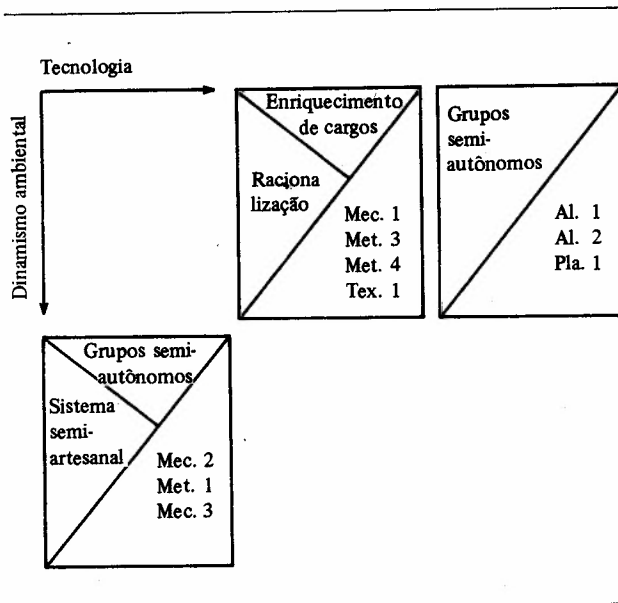 Tecnologia
Dinamismo ambiental
Enriquecimento
de cargos
Raciona
lização
Mec. 1
Met. 3
Met. 4
Tex. 1
Grupos
semi-
autônomos
Al. 1
Al. 2
Pla. 1
Grupos semi-
autônomos
Sistema
semi-
artesanal
Mec. 2
Met. 1
Mec. 3